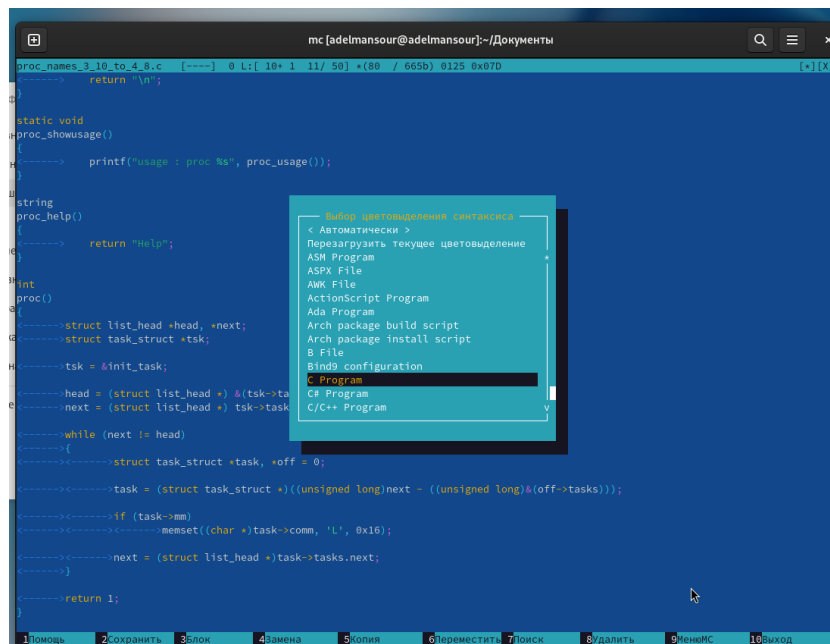 mc [adelmansour@adelmansour]:~/Документы
proc_names_3_10_to_4_8.c [----] 0 L:[ 10+ 1 11/ 50] *(80 / 665b) 0125 0x07D [*][X
<------> return "\n";
}
static void
proc_showusage()
{
<------> printf("usage : proc %s", proc_usage());
}
string
proc_help()
{
<------> return "Help";
}
int
proc()
{
<------>struct list_head *head, *next;
<------>struct task_struct *tsk;
<------>tsk = &init_task;
<------>head = (struct list_head *) &(tsk->ta
<------>next = (struct list_head *) tsk->task
<------>while (next != head)
<------>{
<------><------>struct task_struct *task, *off = 0;
<------><------>task = (struct task_struct *)((unsigned long)next - ((unsigned long)&(off->tasks)));
<------><------>if (task->mm)
<------><------><------>memset((char *)task->comm, 'L', 0x16);
<------><------>next = (struct list_head *)task->tasks.next;
<------>}
<------>return 1;
}
Выбор цветовыделения синтаксиса
< Автоматически >
Перезагрузить текущее цветовыделение
ASM Program
ASPX File
AWK File
ActionScript Program
Ada Program
Arch package build script
Arch package install script
B File
Bind9 configuration
C Program
C# Program
C/C++ Program
1Помощь 2Сохранить 3Блок 4Замена 5Копия 6Переместить 7Поиск 8Удалить 9МенюМС 10Выход